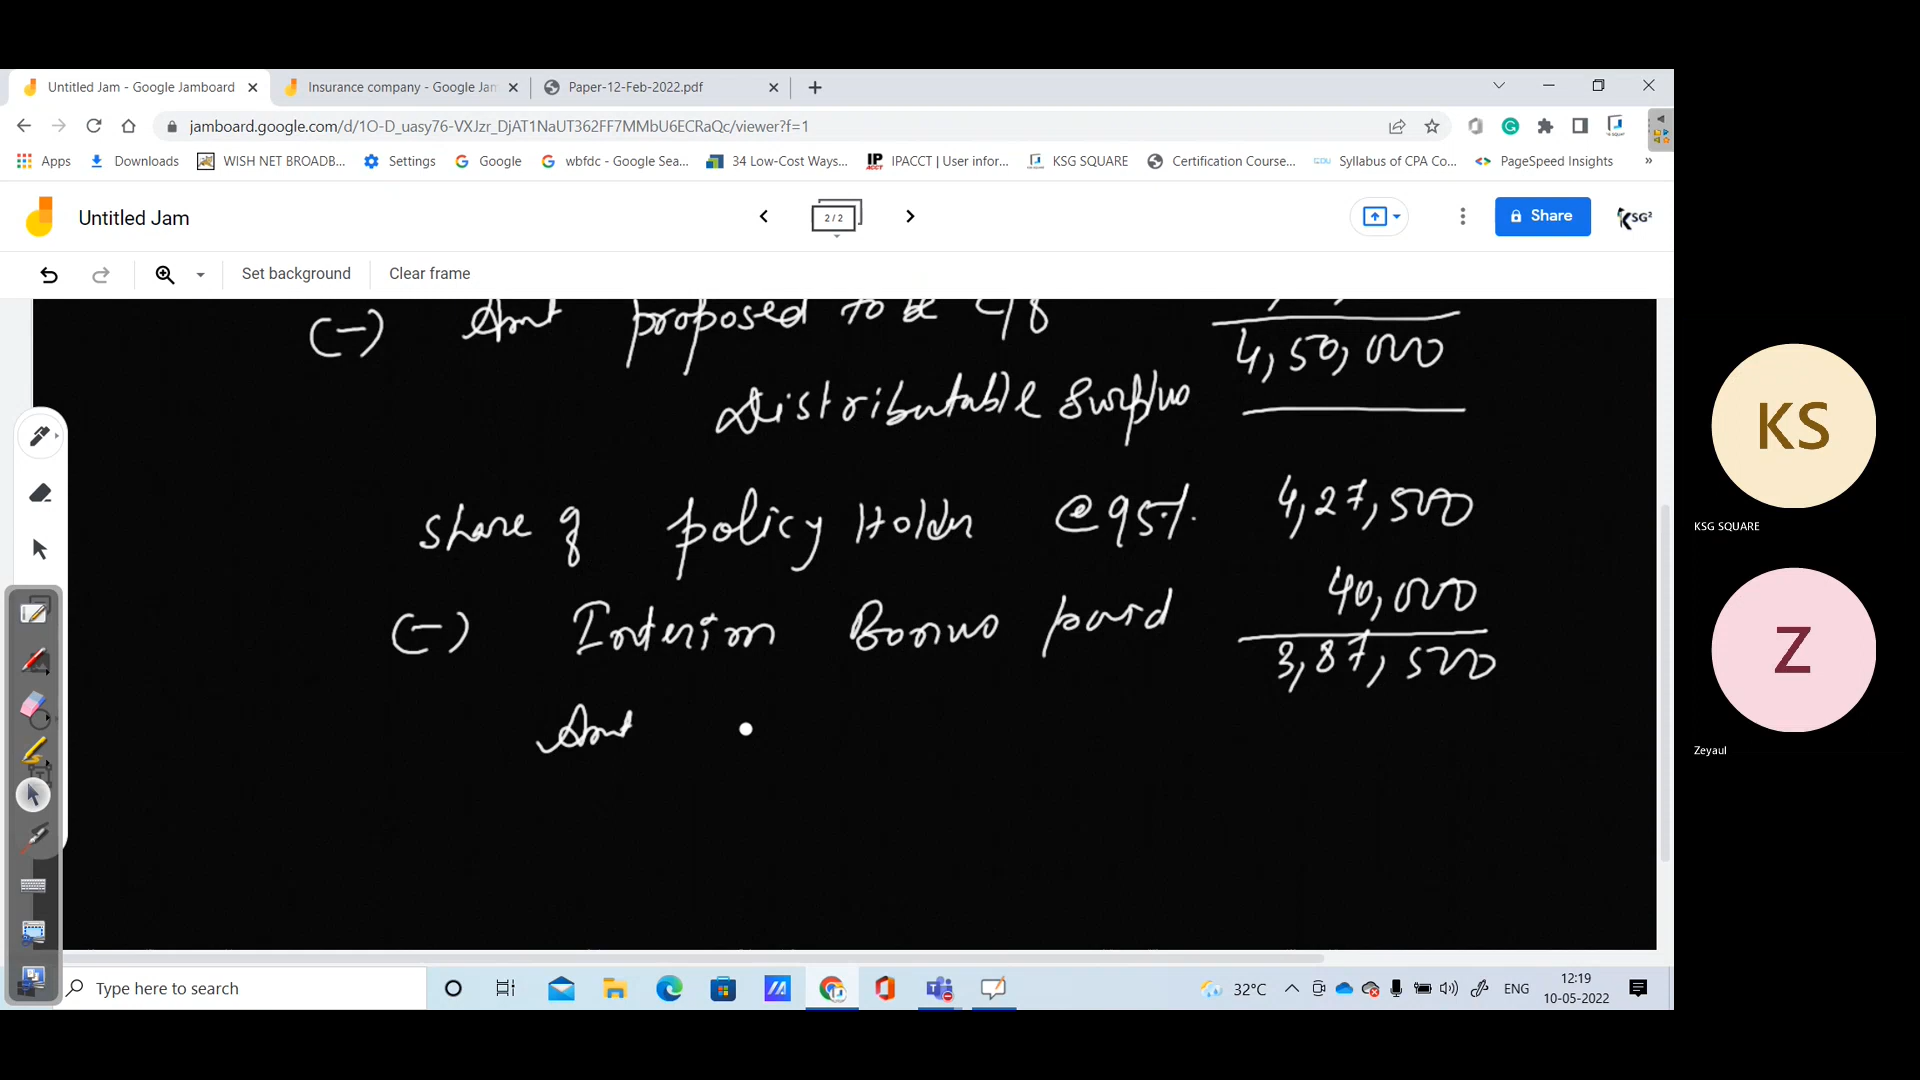 Untitled Jam - Google Jamboard
Insurance company - Google Jam
Paper-12-Feb-2022.pdf
jamboard.google.com/d/1O-D_uasy76-VXJzr_DjAT1NaUT362FF7MMbU6ECRaQc/viewer?f=1
Apps
Downloads
WISH NET BROADB...
Settings
Google
wbfdc - Google Sea...
34 Low-Cost Ways...
IPACCT | User infor...
KSG SQUARE
Certification Course...
Syllabus of CPA Co...
PageSpeed Insights
»
Untitled Jam
2 / 2
Share
KSG²
Set background
Clear frame
(-) Amt proposed to be c/f
4,50,000
Distributable Surplus
Share of policy Holder @ 95%. 4,27,500
(-) Interim Bonus paid 40,000
3,87,500
Amt
KS
KSG SQUARE
Z
Zeyaul
Type here to search
32°C
ENG
12:19
10-05-2022